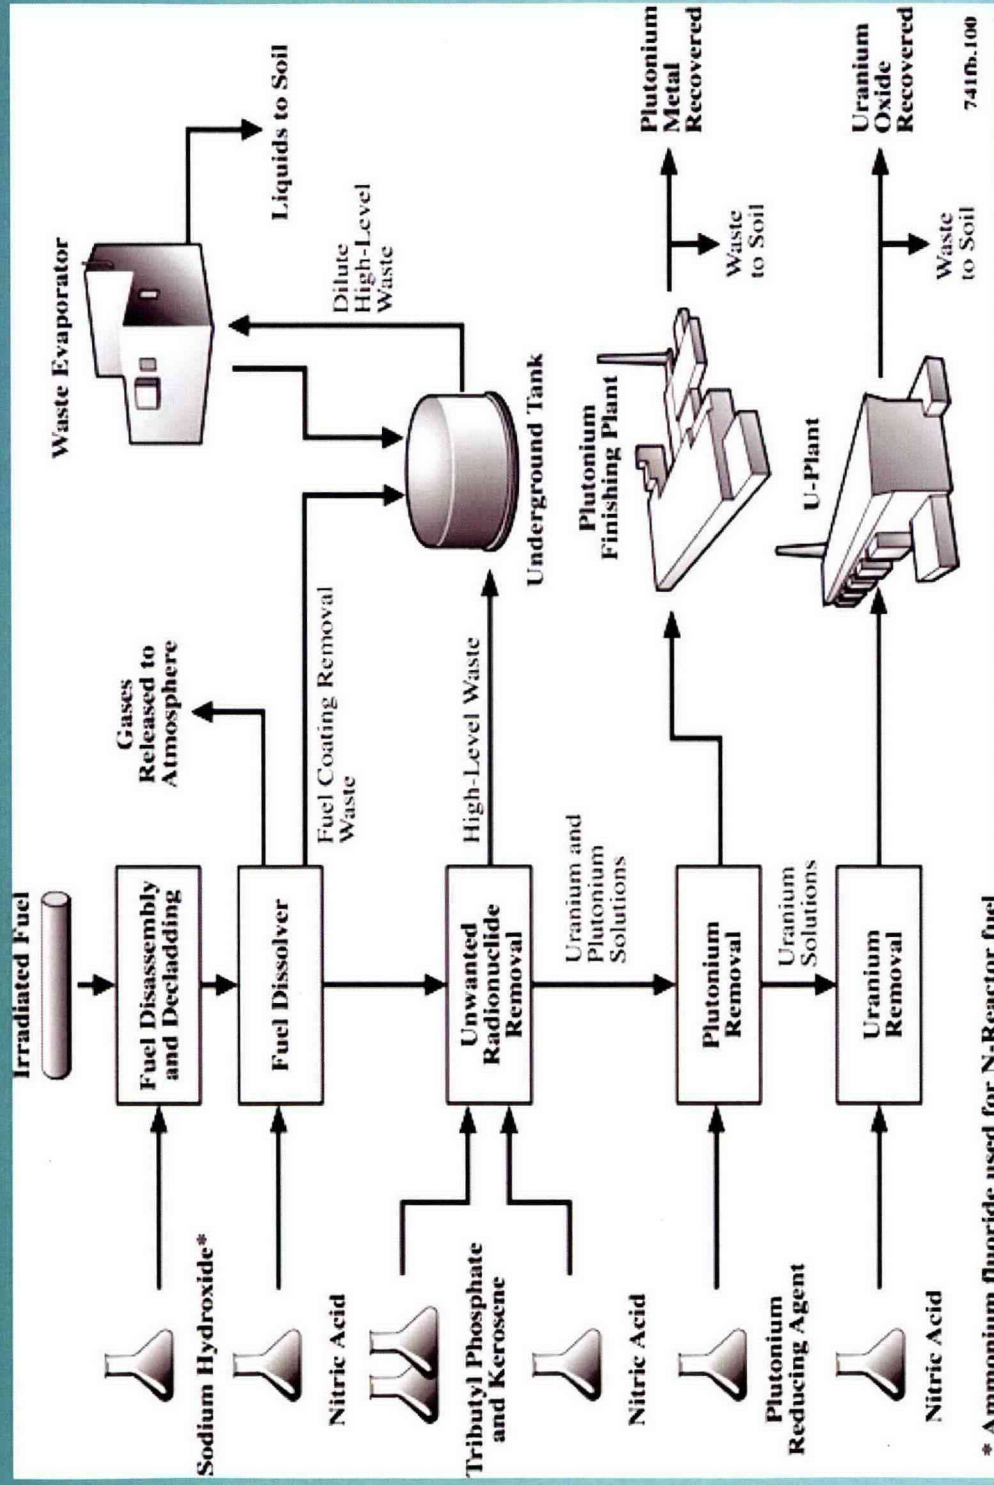 Irradiated Fuel
Fuel Disassembly
and Decladding
Fuel Dissolver
Unwanted
Radionuclide
Removal
Plutonium
Removal
Uranium
Removal
Sodium Hydroxide*
Nitric Acid
Tributyl Phosphate
and Kerosene
Nitric Acid
Plutonium
Reducing Agent
Nitric Acid
Gases
Released to
Atmosphere
Fuel Coating Removal
Waste
High-Level Waste
Uranium and
Plutonium
Solutions
Uranium
Solutions
Waste Evaporator
Liquids to Soil
Dilute
High-Level
Waste
Underground Tank
Plutonium
Finishing Plant
Plutonium
Metal
Recovered
Waste
to Soil
U-Plant
Uranium
Oxide
Recovered
Waste
to Soil
741fb.100
* Ammonium fluoride used for N-Reactor fuel